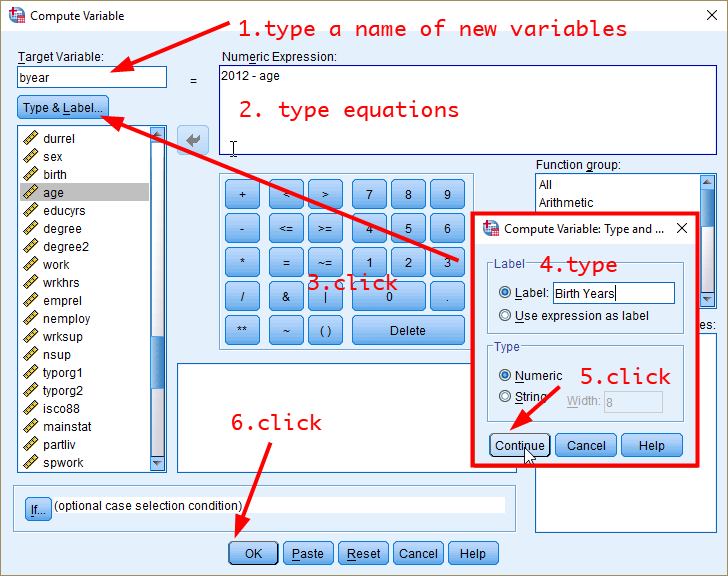 Compute Variable
1.type a name of new variables
Target Variable:
byear
=
Numeric Expression:
2012 - age
2. type equations
Type & Label...
durrel
sex
birth
age
educyrs
degree
degree2
work
wrkhrs
emprel
nemploy
wrksup
nsup
typorg1
typorg2
isco88
mainstat
partliv
spwork
+ < > 7 8 9
- <= >= 4 5 6
* = ~= 1 2 3
/ & | 0 .
** ~ ( ) Delete
3.click
Function group:
All
Arithmetic
Compute Variable: Type and ...
Label
4.type
Label: Birth Years
Use expression as label
Type
Numeric
5.click
String
Width: 8
Continue Cancel Help
es:
6.click
If... (optional case selection condition)
OK Paste Reset Cancel Help